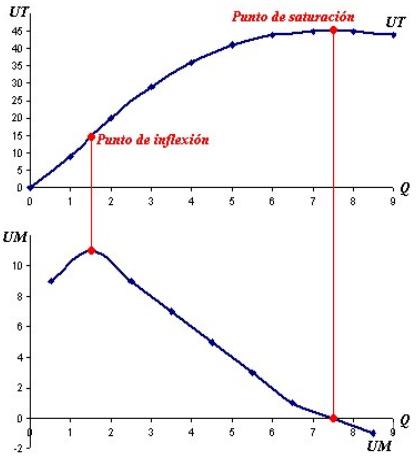 UT
Punto de saturación
UT
45
40
35
30
25
20
15
10
5
0
Punto de inflexión
Q
0 1 2 3 4 5 6 7 8 9
UM
10
8
6
4
2
0
-2
Q
0 1 2 3 4 5 6 7 8 9
UM